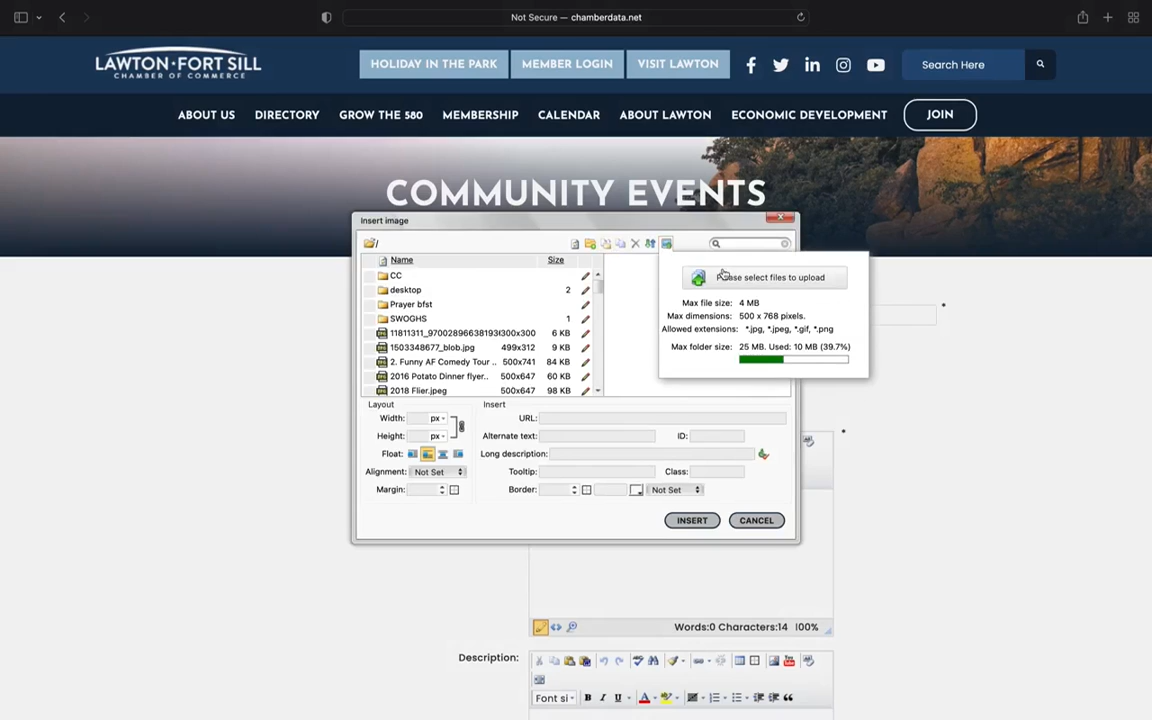 Not Secure — chamberdata.net
LAWTON·FORT SILL
CHAMBER OF COMMERCE
HOLIDAY IN THE PARK
MEMBER LOGIN
VISIT LAWTON
Search Here
ABOUT US
DIRECTORY
GROW THE 580
MEMBERSHIP
CALENDAR
ABOUT LAWTON
ECONOMIC DEVELOPMENT
JOIN
COMMUNITY EVENTS
Insert image
/
Name Size
CC
desktop 2
Prayer bfst
SWOGHS 1
11811311_97002896638193 300x300 6 KB
1503348677_blob.jpg 499x312 9 KB
2. Funny AF Comedy Tour .. 500x741 84 KB
2016 Potato Dinner flyer.. 500x647 60 KB
2018 Flier.jpeg 500x647 98 KB
select files to upload
Max file size: 4 MB
Max dimensions: 500 x 768 pixels.
Allowed extensions: *.jpg, *.jpeg, *.gif, *.png
Max folder size: 25 MB. Used: 10 MB (39.7%)
*
Layout
Width: px
Height: px
Float:
Alignment: Not Set
Margin:
Insert
URL:
Alternate text: ID:
Long description:
Tooltip: Class:
Border: Not Set
INSERT
CANCEL
*
Words:0 Characters:14 100%
Description:
Font si
B I U A